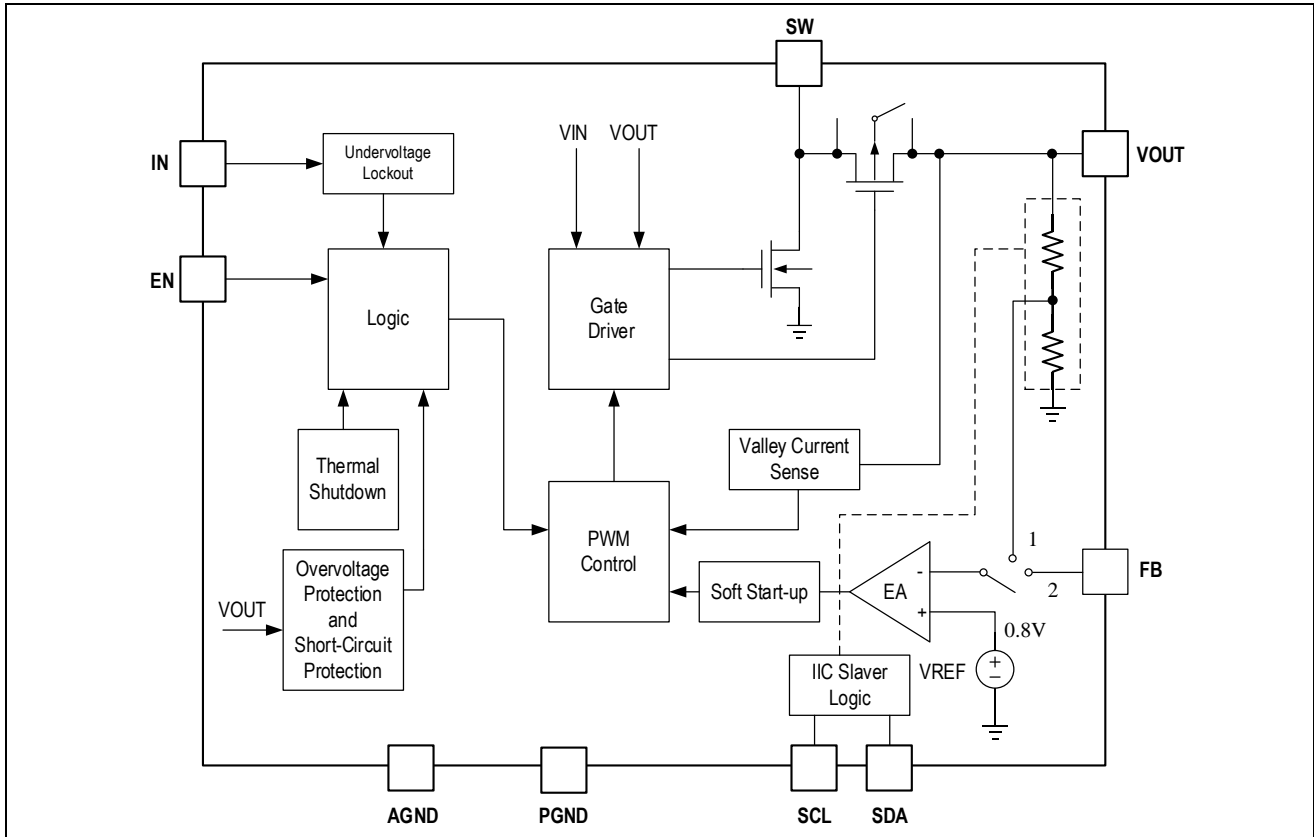 SW
IN
Undervoltage
Lockout
VIN
VOUT
VOUT
EN
Logic
Gate
Driver
Thermal
Shutdown
Valley Current
Sense
PWM
Control
1
2
FB
Overvoltage
Protection
and
Short-Circuit
Protection
VOUT
Soft Start-up
EA
-
+
0.8V
IIC Slaver
Logic
VREF
+
−
AGND
PGND
SCL
SDA